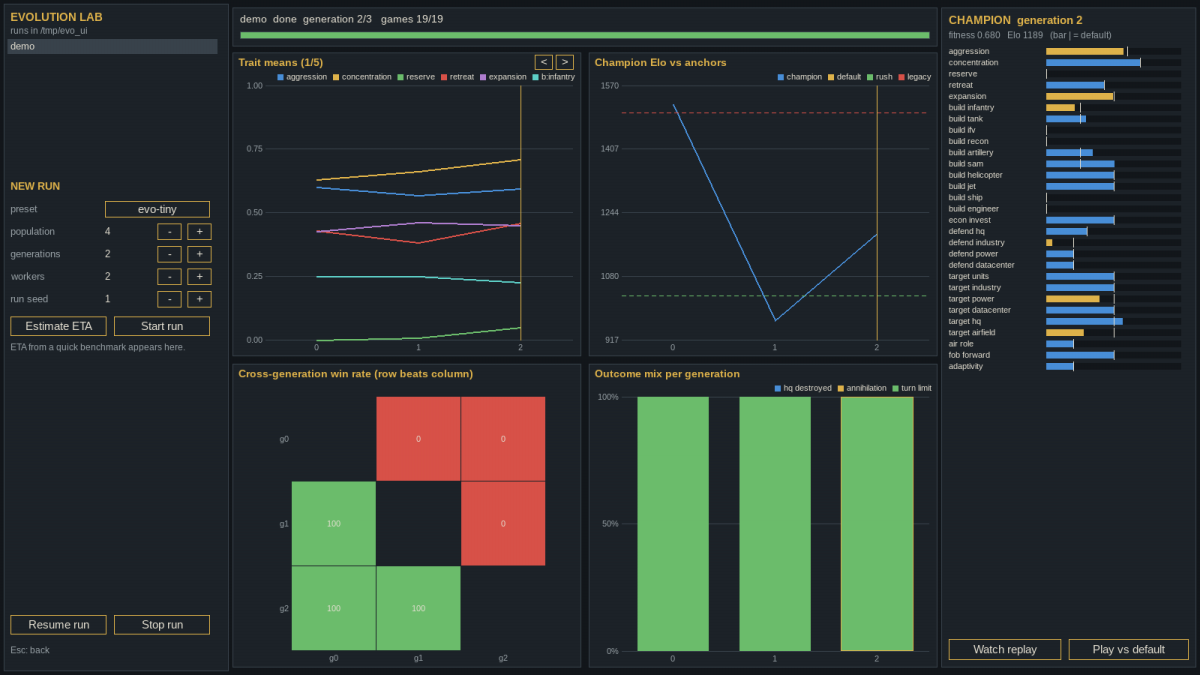 EVOLUTION LAB
runs in /tmp/evo_ui
demo
NEW RUN
preset evo-tiny
population 4 - +
generations 2 - +
workers 2 - +
run seed 1 - +
Estimate ETA Start run
ETA from a quick benchmark appears here.
Resume run Stop run
Esc: back
demo done generation 2/3 games 19/19
Trait means (1/5) < >
aggression concentration reserve retreat expansion b:infantry
1.00
0.75
0.50
0.25
0.00
0 1 2
Champion Elo vs anchors
champion default rush legacy
1570
1407
1244
1080
917
0 1 2
Cross-generation win rate (row beats column)
g0 0 0
g1 100 0
g2 100 100
g0 g1 g2
Outcome mix per generation
hq destroyed annihilation turn limit
100%
50%
0%
0 1 2
CHAMPION generation 2
fitness 0.680 Elo 1189 (bar | = default)
aggression
concentration
reserve
retreat
expansion
build infantry
build tank
build ifv
build recon
build artillery
build sam
build helicopter
build jet
build ship
build engineer
econ invest
defend hq
defend industry
defend power
defend datacenter
target units
target industry
target power
target datacenter
target hq
target airfield
air role
fob forward
adaptivity
Watch replay Play vs default